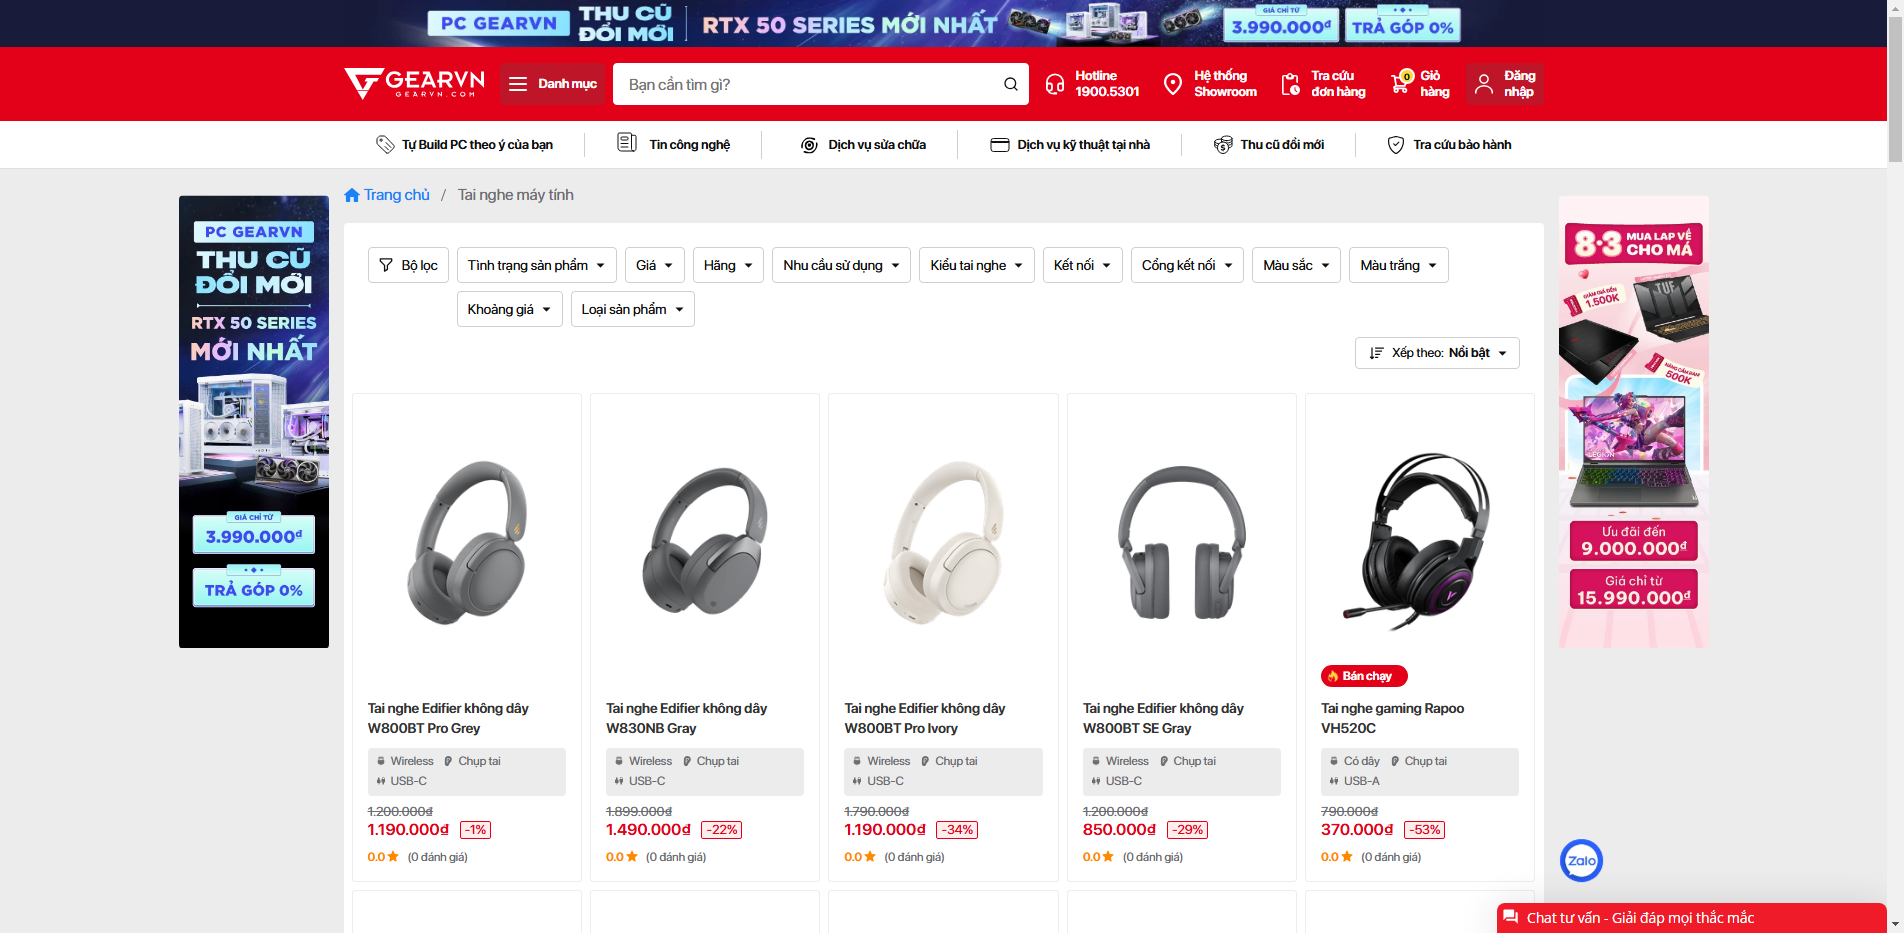 PC GEARVN
THU CŨ
ĐỔI MỚI
RTX 50 SERIES MỚI NHẤT
GIÁ CHỈ TỪ
3.990.000đ
TRẢ GÓP 0%
GEARVN
GEARVN.COM
Danh mục
Bạn cần tìm gì?
Hotline
1900.5301
Hệ thống
Showroom
Tra cứu
đơn hàng
0
Giỏ
hàng
Đăng
nhập
Tự Build PC theo ý của bạn
Tin công nghệ
Dịch vụ sửa chữa
Dịch vụ kỹ thuật tại nhà
Thu cũ đổi mới
Tra cứu bảo hành
Trang chủ / Tai nghe máy tính
PC GEARVN
THU CŨ
ĐỔI MỚI
RTX 50 SERIES
MỚI NHẤT
GIÁ CHỈ TỪ
3.990.000đ
TRẢ GÓP 0%
Bộ lọc
Tình trạng sản phẩm
Giá
Hãng
Nhu cầu sử dụng
Kiểu tai nghe
Kết nối
Cổng kết nối
Màu sắc
Màu trắng
Khoảng giá
Loại sản phẩm
Xếp theo: Nổi bật
Tai nghe Edifier không dây
W800BT Pro Grey
Wireless Chụp tai
USB-C
1.200.000đ
1.190.000đ -1%
0.0 (0 đánh giá)
Tai nghe Edifier không dây
W830NB Gray
Wireless Chụp tai
USB-C
1.899.000đ
1.490.000đ -22%
0.0 (0 đánh giá)
Tai nghe Edifier không dây
W800BT Pro Ivory
Wireless Chụp tai
USB-C
1.790.000đ
1.190.000đ -34%
0.0 (0 đánh giá)
Tai nghe Edifier không dây
W800BT SE Gray
Wireless Chụp tai
USB-C
1.200.000đ
850.000đ -29%
0.0 (0 đánh giá)
Bán chạy
Tai nghe gaming Rapoo
VH520C
Có dây Chụp tai
USB-A
790.000đ
370.000đ -53%
0.0 (0 đánh giá)
8.3 MUA LAP VỀ
CHO MÁ
GIẢM GIÁ ĐẾN
1.500K
TUF
500K
LEGION
Ưu đãi đến
9.000.000đ
Giá chỉ từ
15.990.000đ
Zalo
Chat tư vấn - Giải đáp mọi thắc mắc